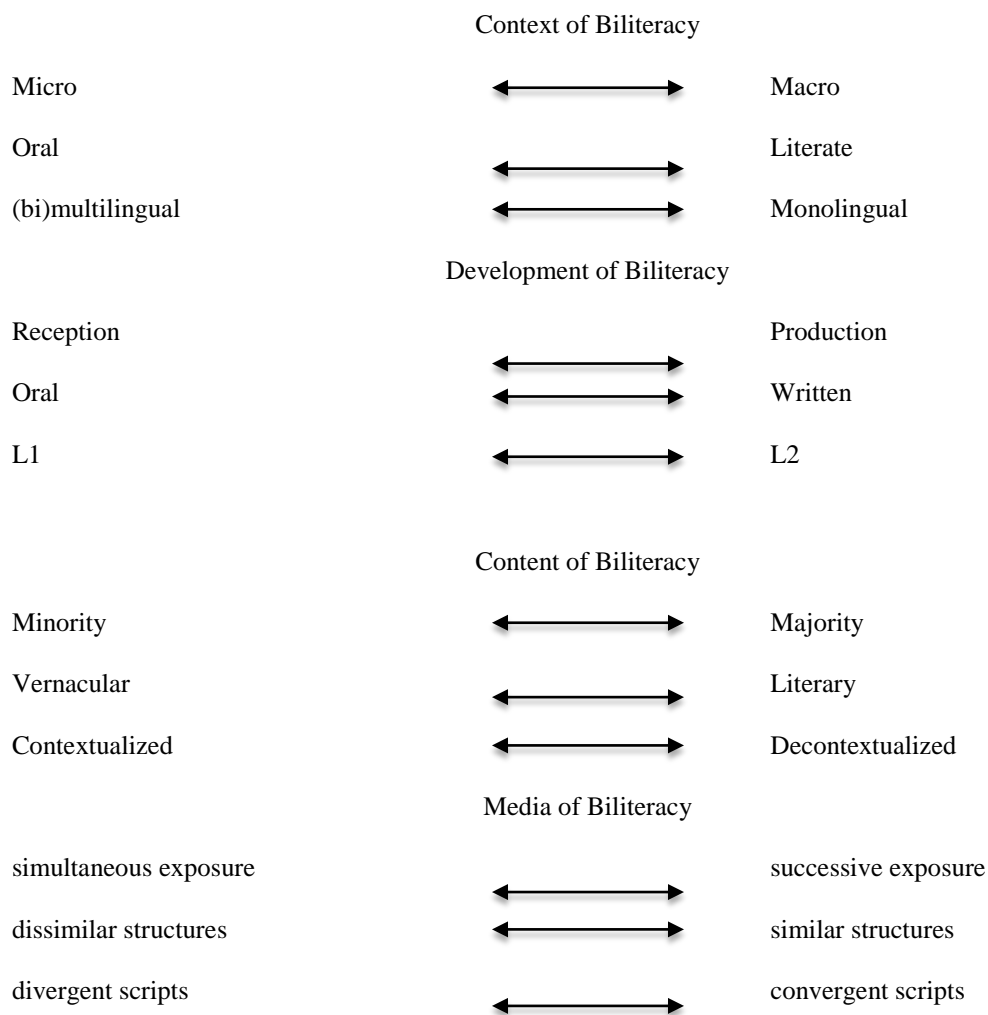 Context of Biliteracy
Micro Macro
Oral Literate
(bi)multilingual Monolingual
Development of Biliteracy
Reception Production
Oral Written
L1 L2
Content of Biliteracy
Minority Majority
Vernacular Literary
Contextualized Decontextualized
Media of Biliteracy
simultaneous exposure successive exposure
dissimilar structures similar structures
divergent scripts convergent scripts